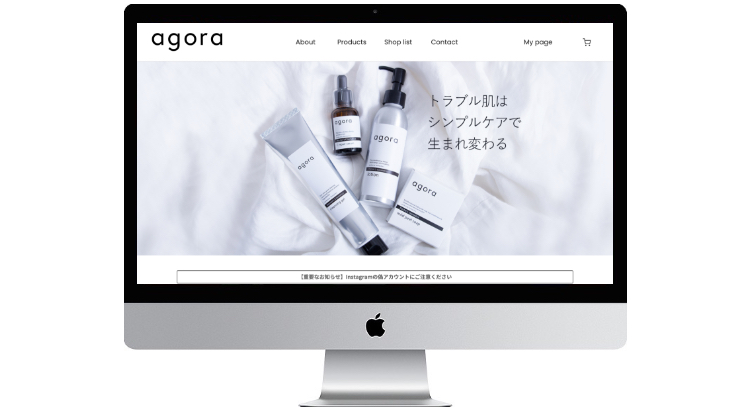 agora
About Products Shop list Contact My page
トラブル肌は
シンプルケアで
生まれ変わる
agora
agora
agora
agora
【重要なお知らせ】Instagramの偽アカウントにご注意ください